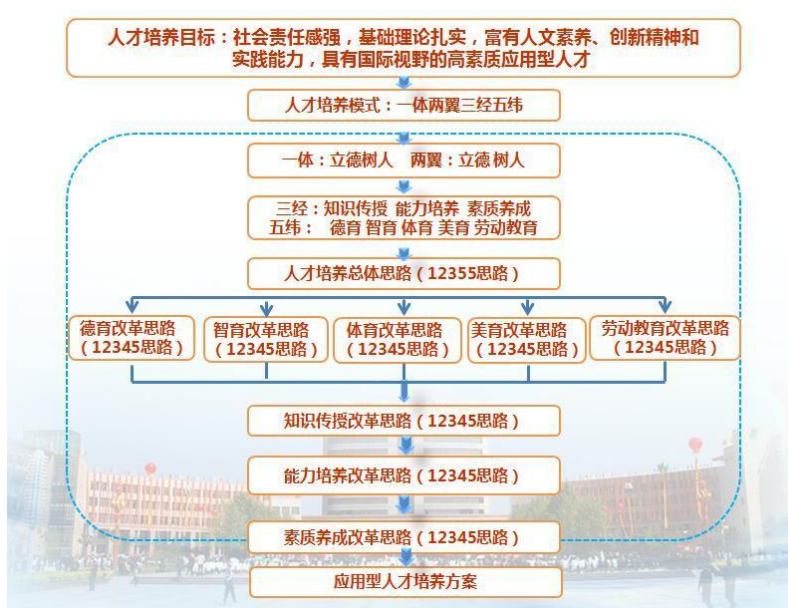 人才培养目标：社会责任感强，基础理论扎实，富有人文素养、创新精神和
实践能力，具有国际视野的高素质应用型人才
人才培养模式：一体两翼三经五纬
一体：立德树人 两翼：立德 树人
三经：知识传授 能力培养 素质养成
五纬： 德育 智育 体育 美育 劳动教育
人才培养总体思路（12355思路）
德育改革思路
（12345思路）
智育改革思路
（12345思路）
体育改革思路
（12345思路）
美育改革思路
（12345思路）
劳动教育改革思路
（12345思路）
知识传授改革思路（12345思路）
能力培养改革思路（12345思路）
素质养成改革思路（12345思路）
应用型人才培养方案